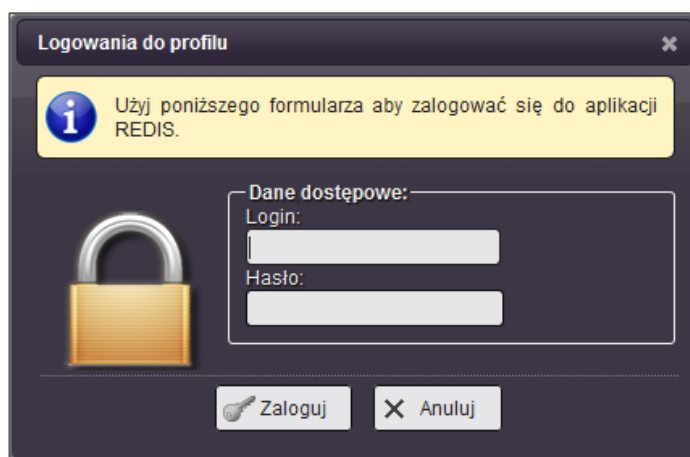 Logowania do profilu
Użyj poniższego formularza aby zalogować się do aplikacji
REDIS.
Dane dostępowe:
Login:
Hasło:
Zaloguj
Anuluj